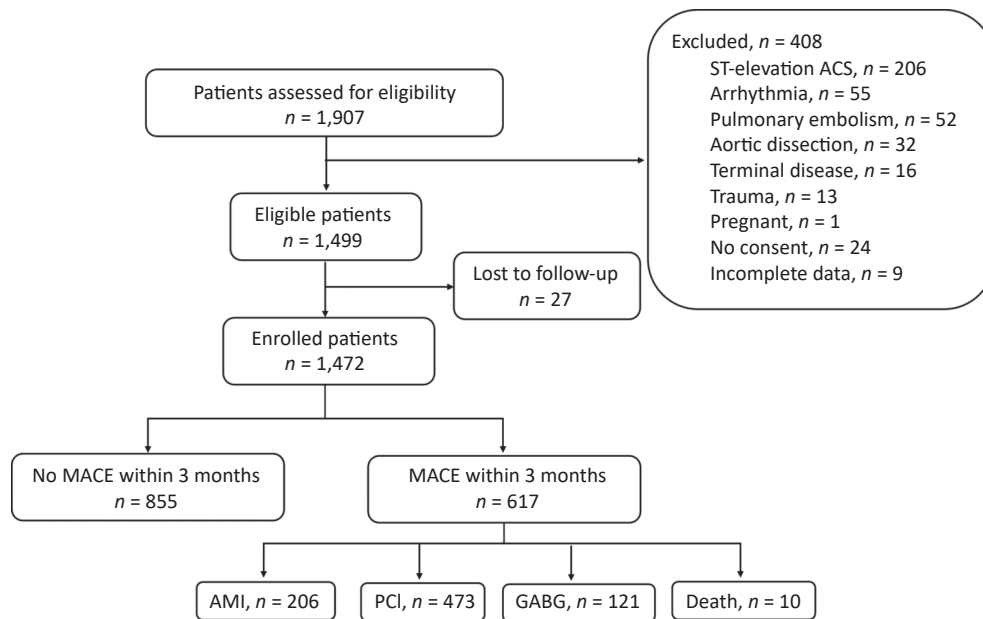 Patients assessed for eligibility
n = 1,907
Excluded, n = 408
ST-elevation ACS, n = 206
Arrhythmia, n = 55
Pulmonary embolism, n = 52
Aortic dissection, n = 32
Terminal disease, n = 16
Trauma, n = 13
Pregnant, n = 1
No consent, n = 24
Incomplete data, n = 9
Eligible patients
n = 1,499
Lost to follow-up
n = 27
Enrolled patients
n = 1,472
No MACE within 3 months
n = 855
MACE within 3 months
n = 617
AMI, n = 206
PCl, n = 473
GABG, n = 121
Death, n = 10